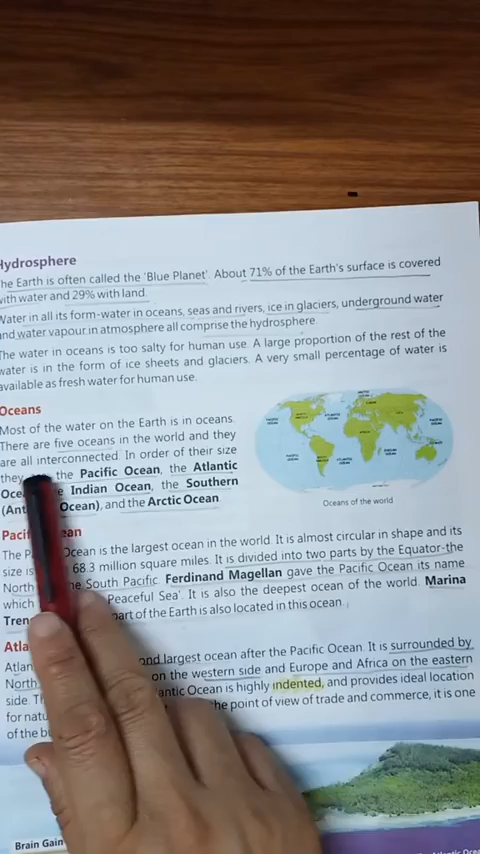 Hydrosphere
The Earth is often called the 'Blue Planet'. About 71% of the Earth's surface is covered
with water and 29% with land.
Water in all its form-water in oceans, seas and rivers, ice in glaciers, underground water
and water vapour in atmosphere all comprise the hydrosphere.
The water in oceans is too salty for human use. A large proportion of the rest of the
water is in the form of ice sheets and glaciers. A very small percentage of water is
available as fresh water for human use.
Oceans
Most of the water on the Earth is in oceans.
There are five oceans in the world and they
are all interconnected. In order of their size
they the Pacific Ocean, the Atlantic
Indian Ocean, the Southern
Ocean), and the Arctic Ocean.
Oceans of the world
The Ocean is the largest ocean in the world. It is almost circular in shape and its
size is 68.3 million square miles. It is divided into two parts by the Equator-the
North South Pacific. Ferdinand Magellan gave the Pacific Ocean its name
which Peaceful Sea'. It is also the deepest ocean of the world. Marina
part of the Earth is also located in this ocean.
largest ocean after the Pacific Ocean. It is surrounded by
North on the western side and Europe and Africa on the eastern
side. Ocean is highly indented, and provides ideal location
for the point of view of trade and commerce, it is one
of the
Brain Gain